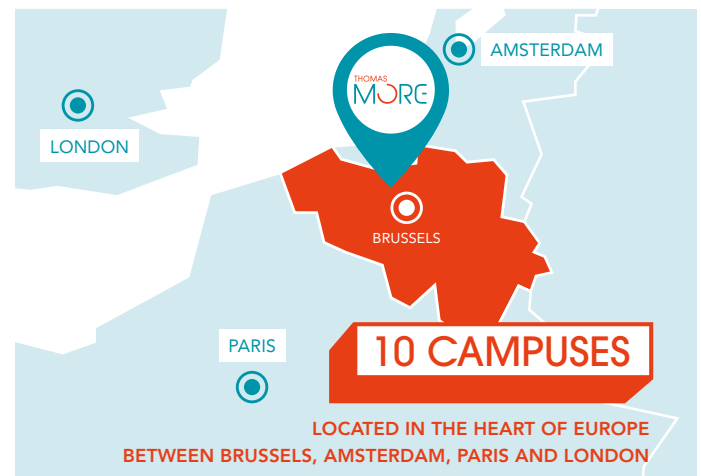 AMSTERDAM
THOMAS
MORE
LONDON
BRUSSELS
PARIS
10 CAMPUSES
LOCATED IN THE HEART OF EUROPE
BETWEEN BRUSSELS, AMSTERDAM, PARIS AND LONDON